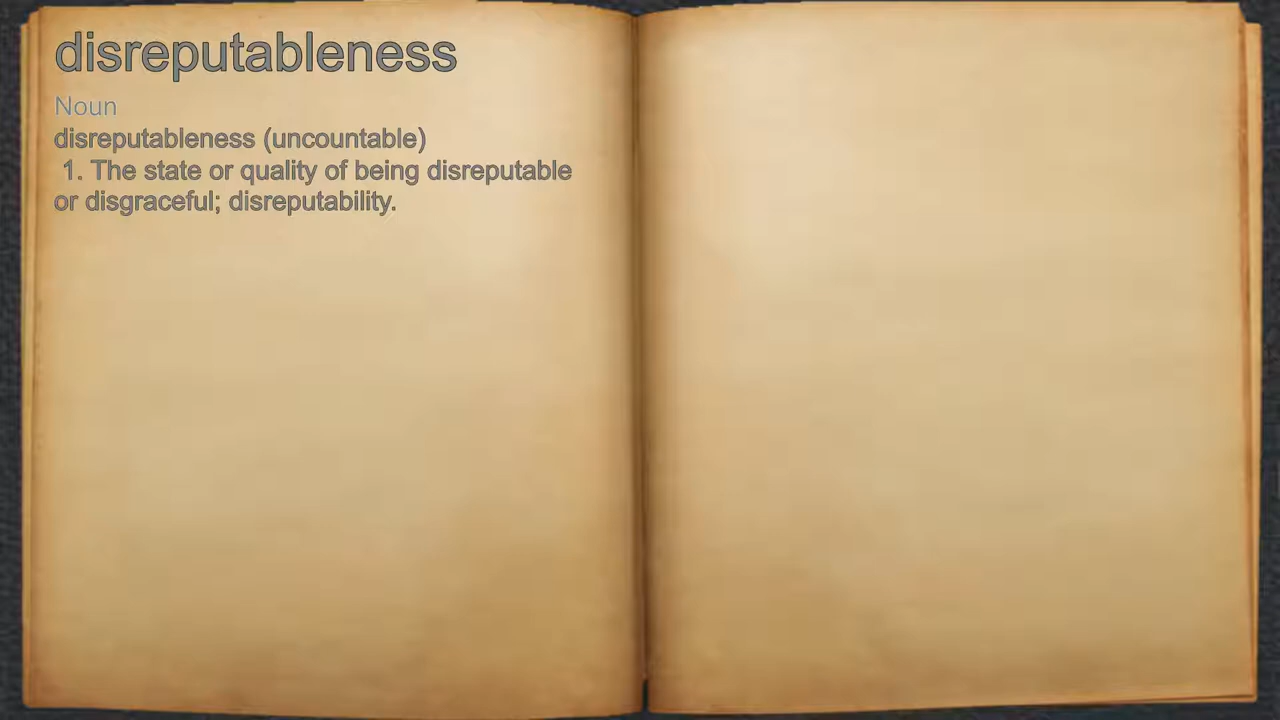 disreputableness
Noun
disreputableness (uncountable)
1. The state or quality of being disreputable
or disgraceful; disreputability.